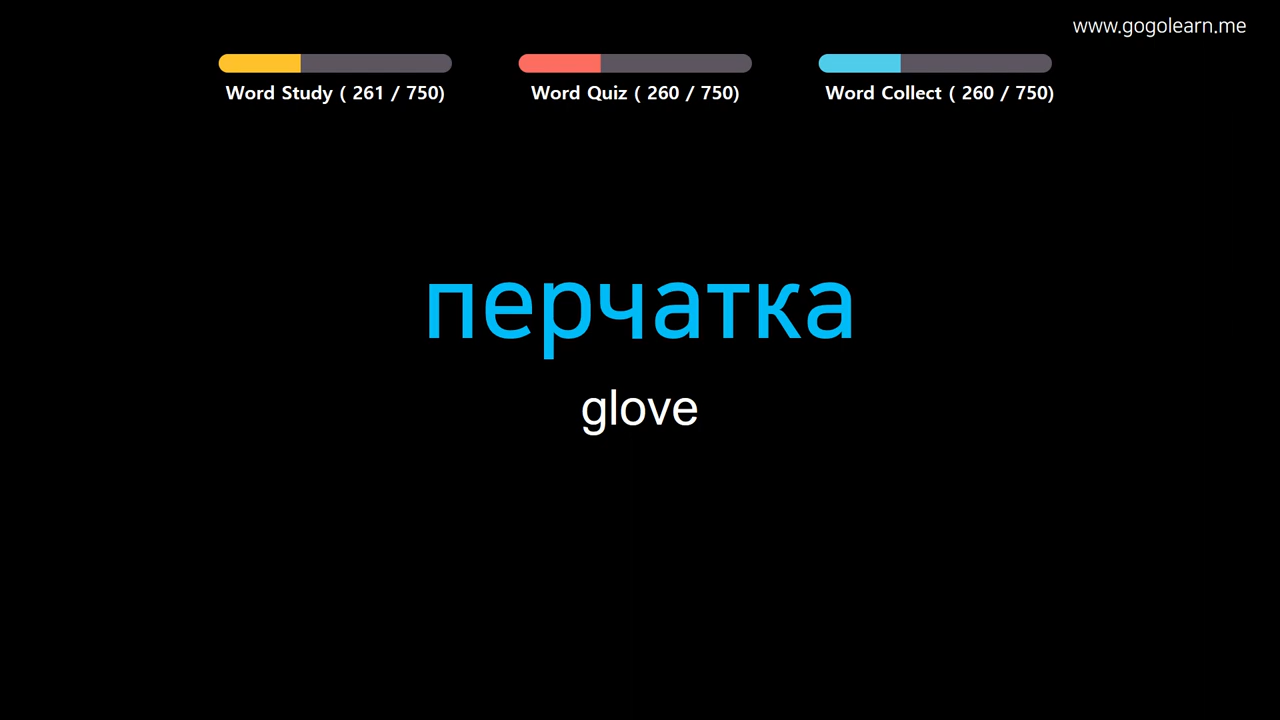 www.gogolearn.me
Word Study ( 261 / 750)
Word Quiz ( 260 / 750)
Word Collect ( 260 / 750)
перчатка
glove